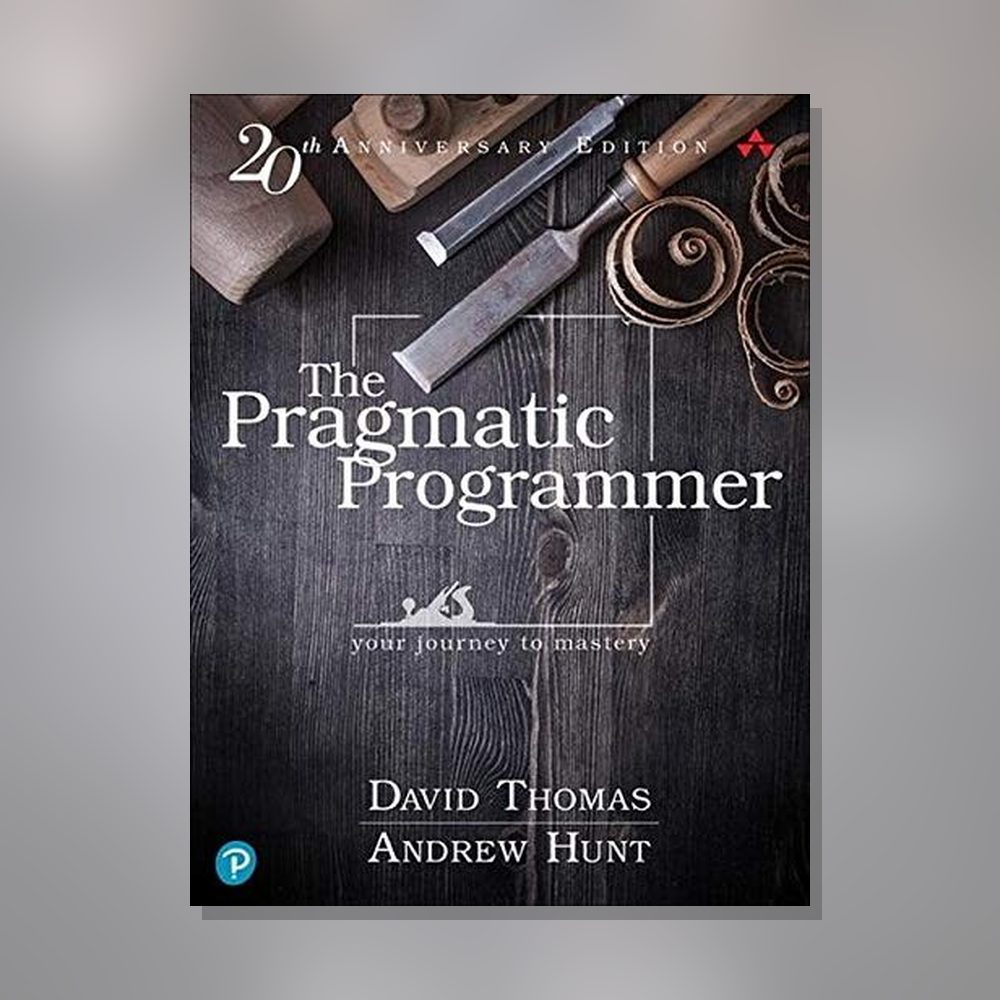 20th ANNIVERSARY EDITION
The
Pragmatic
Programmer
your journey to mastery
DAVID THOMAS
ANDREW HUNT
P